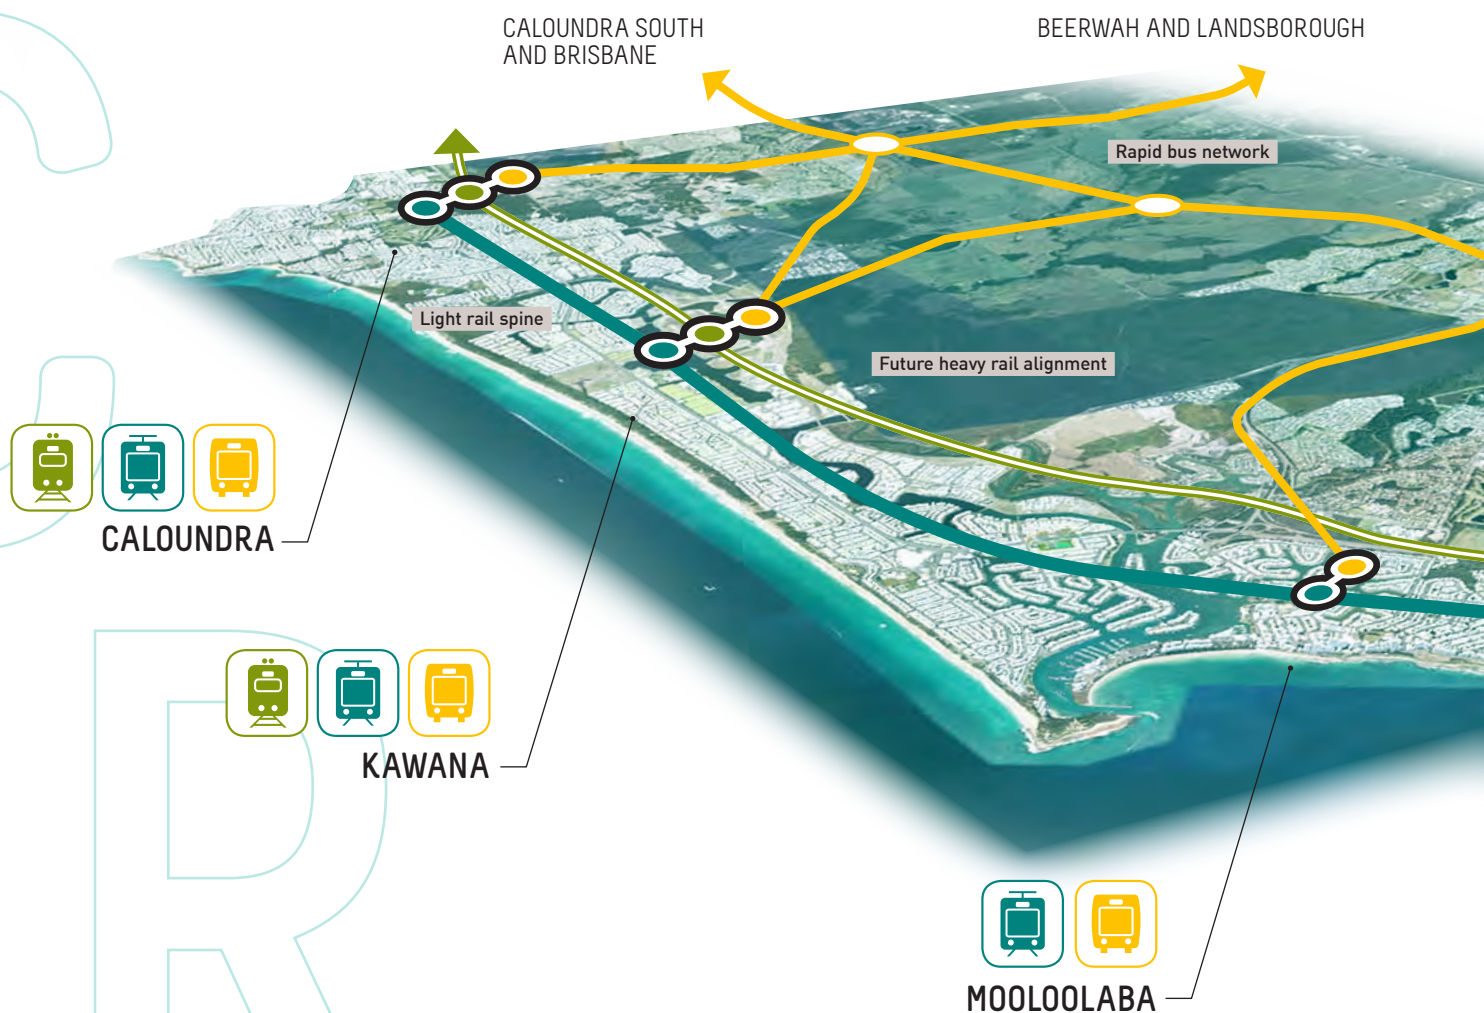 CALOUNDRA SOUTH
AND BRISBANE
BEERWAH AND LANDSBOROUGH
Rapid bus network
Light rail spine
Future heavy rail alignment
CALOUNDRA
KAWANA
MOOLOOLABA
R